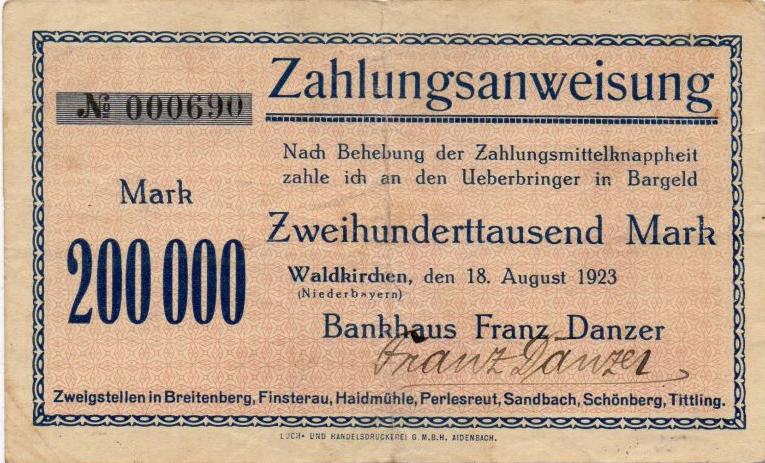 Zahlungsanweisung
№ 000690
Nach Behebung der Zahlungsmittelknappheit
zahle ich an den Ueberbringer in Bargeld
Mark
200 000
Zweihunderttausend Mark
Waldkirchen, den 18. August 1923
(Niederbayern)
Bankhaus Franz Danzer
Franz Danzer
Zweigstellen in Breitenberg, Finsterau, Haidmühle, Perlesreut, Sandbach, Schönberg, Tittling.
UND HANDELSDRUCKEREI G.M.B.H. AIDENBACH.